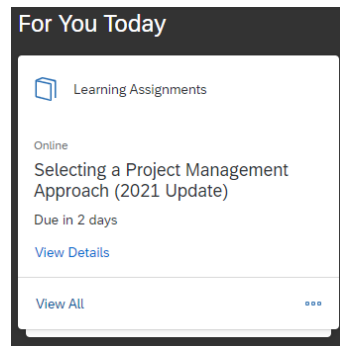 For You Today
Learning Assignments
Online
Selecting a Project Management
Approach (2021 Update)
Due in 2 days
View Details
View All